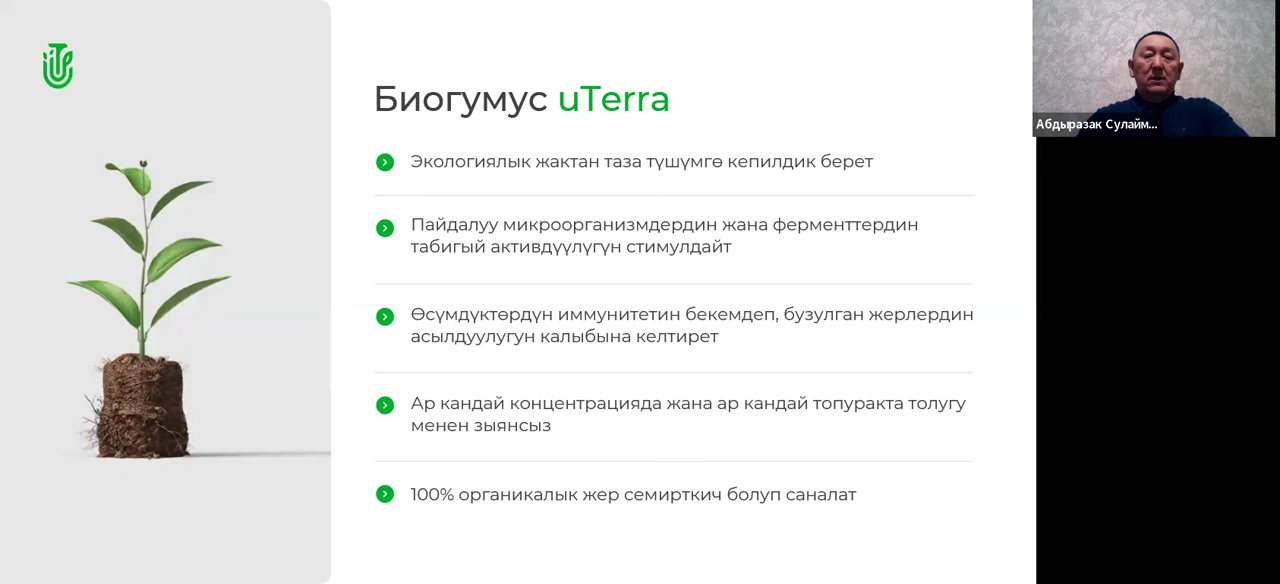 Биогумус uTerra
Экологиялык жактан таза түшүмгө кепилдик берет
Пайдалуу микроорганизмдердин жана ферменттердин
табигый активдүүлүгүн стимулдайт
Өсүмдүктөрдүн иммунитетин бекемдеп, бузулган жерлердин
асылдуулугун калыбына келтирет
Ар кандай концентрацияда жана ар кандай топуракта толугу
менен зыянсыз
100% органикалык жер семирткич болуп саналат
Абдыразак Сулайм...